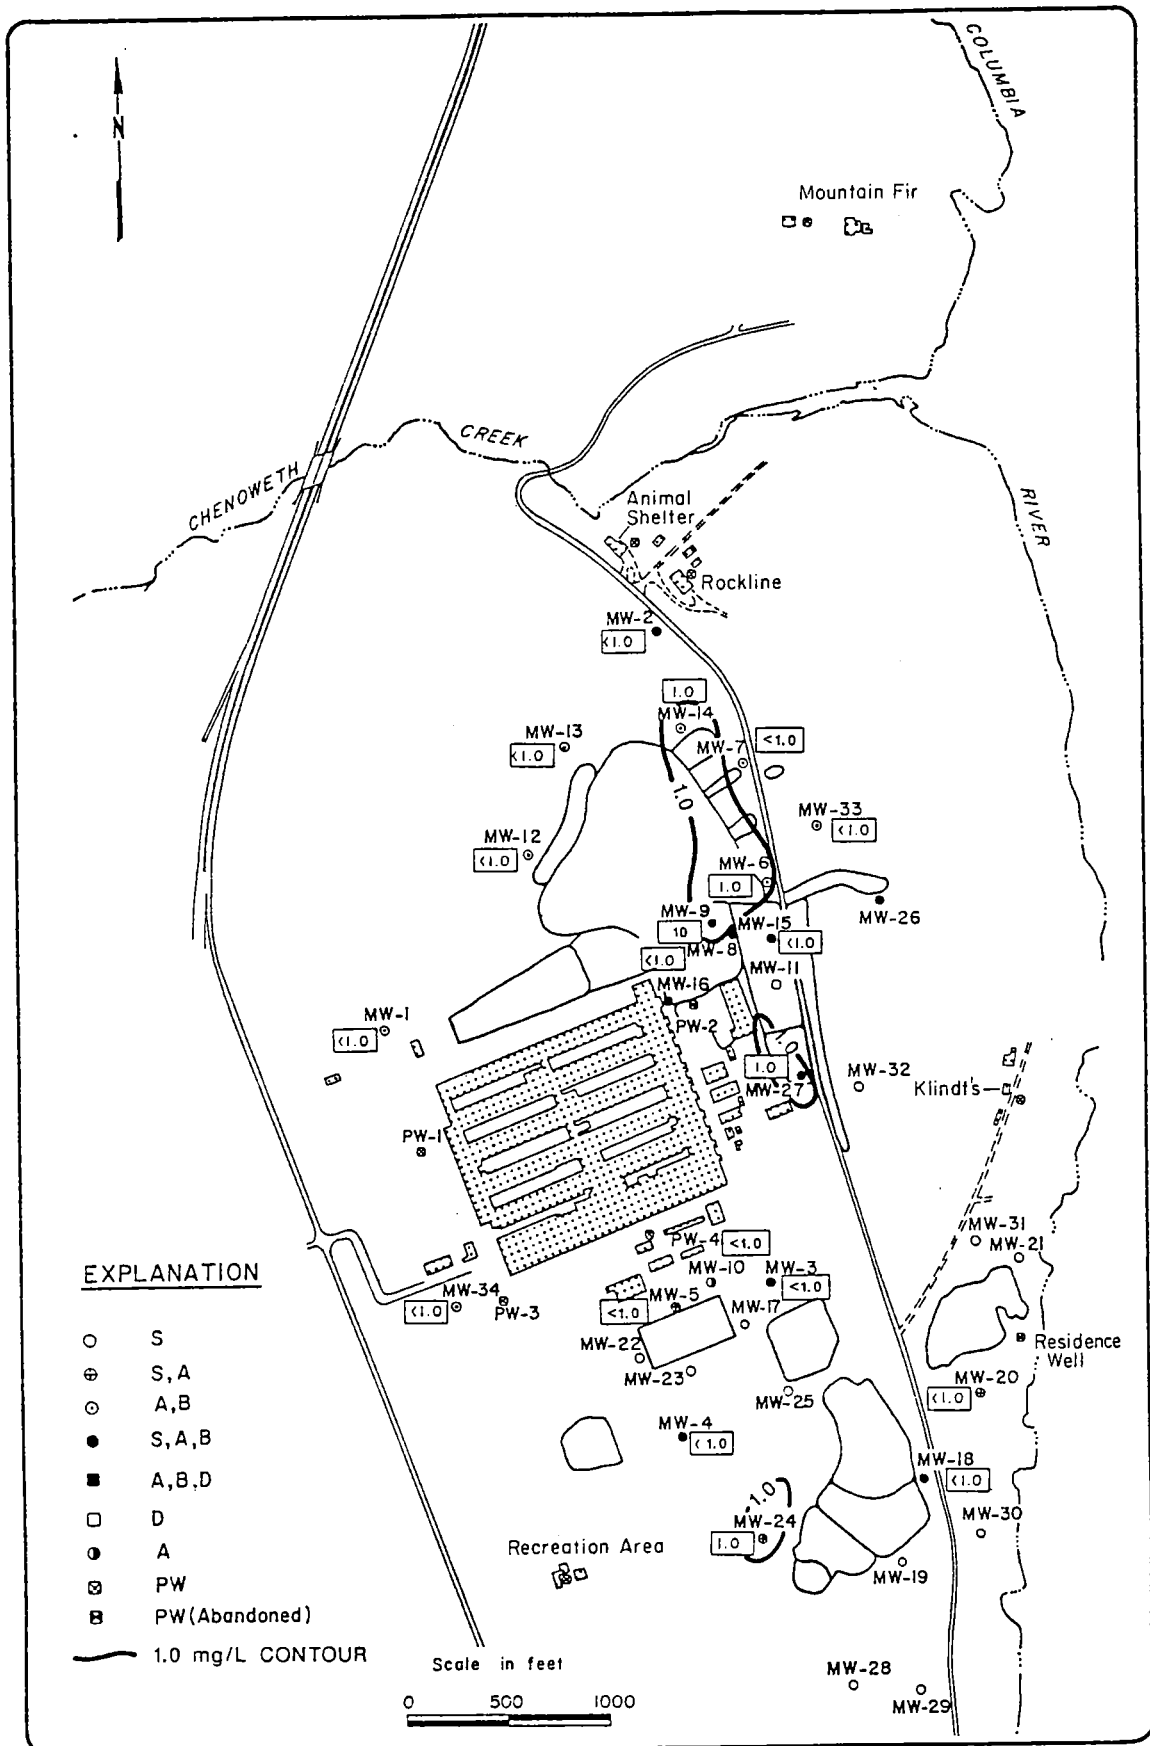 N
COLUMBIA
Mountain Fir
CHENOWETH
CREEK
RIVER
Animal
Shelter
Rockline
MW-2
<1.0
1.0
MW-14
MW-13
<1.0
MW-7
<1.0
1.0
MW-33
<1.0
MW-12
<1.0
MW-6
1.0
MW-26
MW-9
10
MW-15
<1.0
MW-8
<1.0
MW-11
MW-16
PW-2
MW-1
<1.0
1.0
MW-27
MW-32
Klindt's
PW-1
MW-31
MW-21
PW-4
<1.0
MW-10
MW-3
<1.0
MW-34
<1.0
PW-3
MW-5
<1.0
MW-17
MW-22
MW-23
MW-25
Residence
Well
MW-20
<1.0
MW-4
<1.0
MW-18
<1.0
1.0
MW-24
1.0
MW-30
MW-19
Recreation Area
MW-28
MW-29
EXPLANATION
S
S, A
A,B
S,A,B
A,B,D
D
A
PW
PW (Abandoned)
1.0 mg/L CONTOUR
Scale in feet
0 500 1000